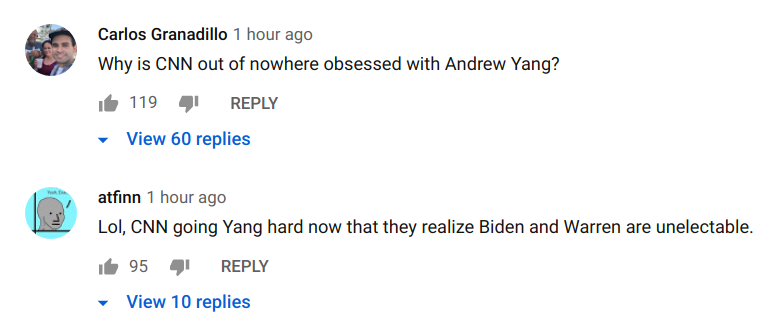 Carlos Granadillo 1 hour ago
Why is CNN out of nowhere obsessed with Andrew Yang?
119 REPLY
View 60 replies
atfinn 1 hour ago
Lol, CNN going Yang hard now that they realize Biden and Warren are unelectable.
95 REPLY
View 10 replies